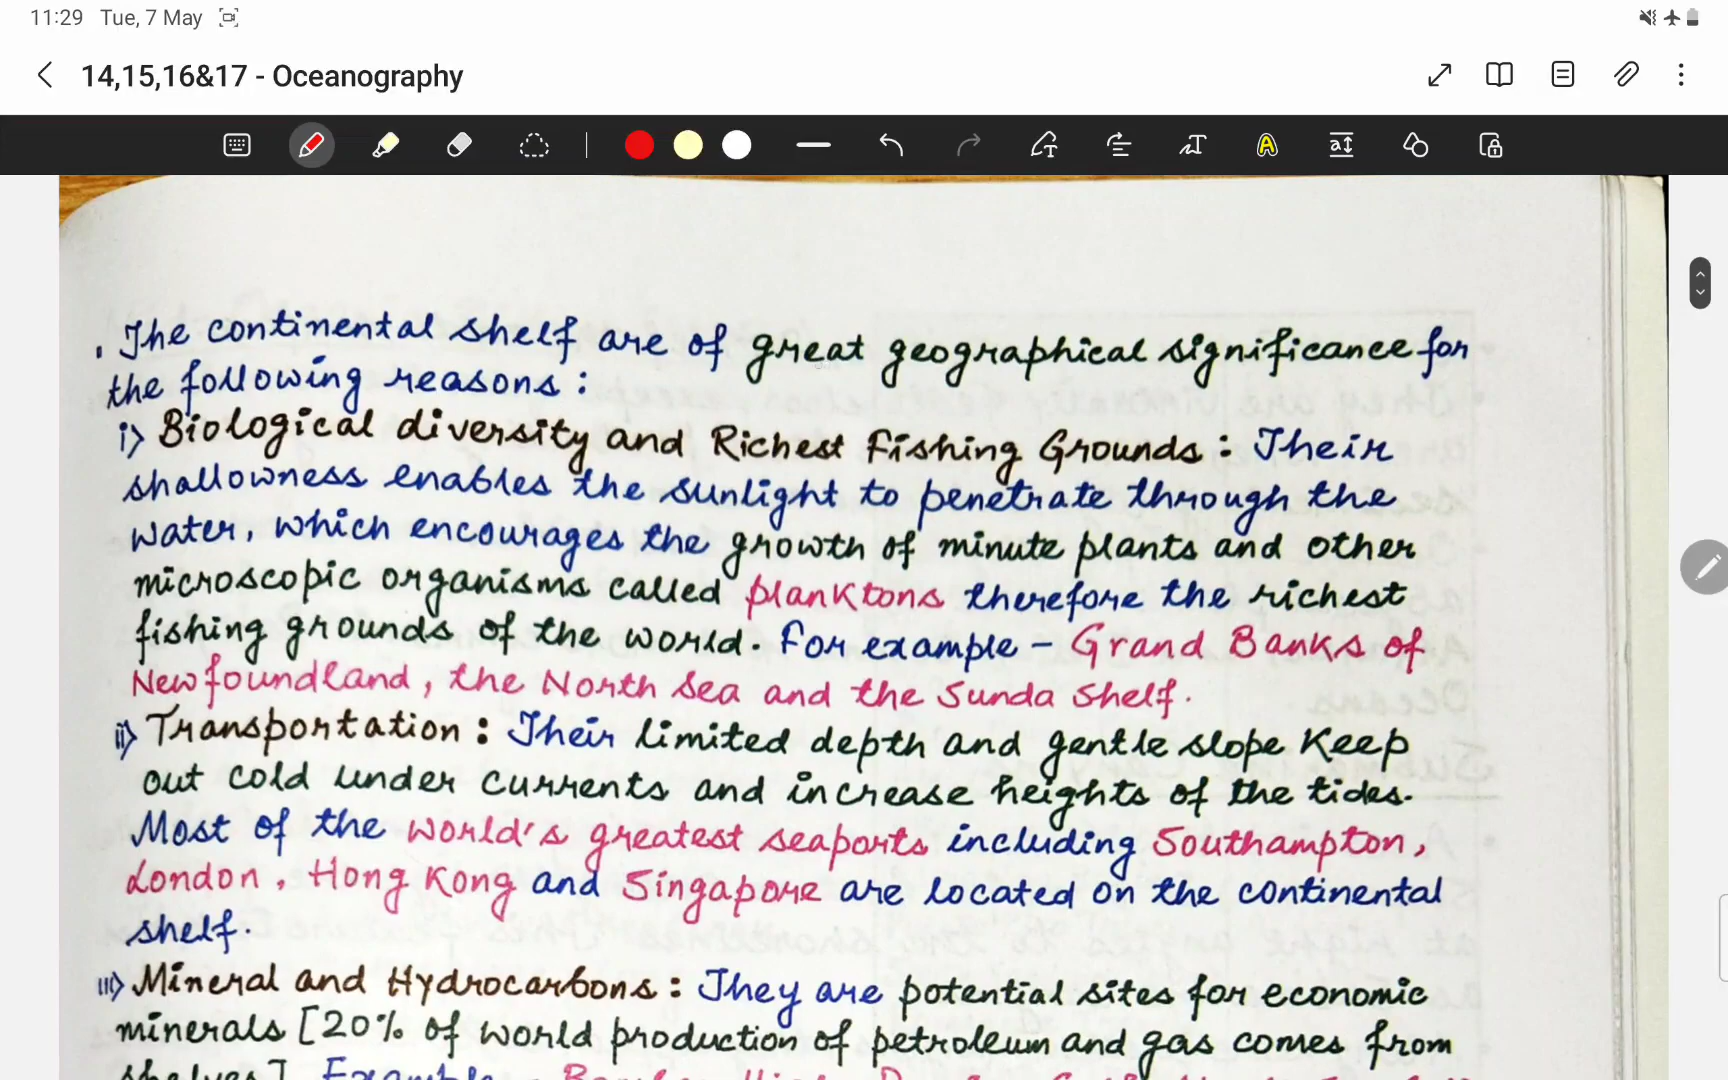 11:29 Tue, 7 May
14,15,16&17 - Oceanography
. The continental shelf are of great geographical significance for
the following reasons :
i> Biological diversity and Richest Fishing Grounds : Their
shallowness enables the sunlight to penetrate through the
water, which encourages the growth of minute plants and other
microscopic organisms called planktons therefore the richest
fishing grounds of the world. For example - Grand Banks of
Newfoundland, the North Sea and the Sunda Shelf.
ii> Transportation : Their limited depth and gentle slope keep
out cold under currents and increase heights of the tides.
Most of the world's greatest seaports including Southampton,
London, Hong Kong and Singapore are located on the continental
shelf.
iii> Mineral and Hydrocarbons : They are potential sites for economic
minerals [20% of world production of petroleum and gas comes from
shelves]. Example -